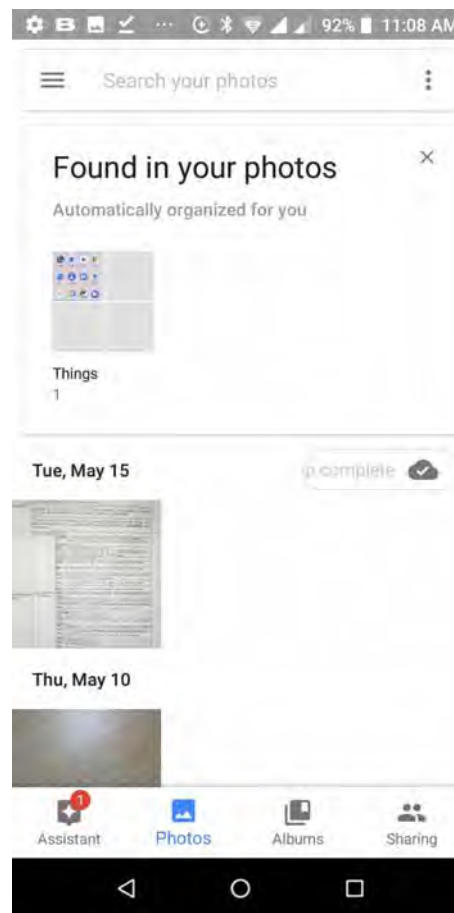 B 92% 11:08 AM
Search your photos
Found in your photos
Automatically organized for you
Things
1
Tue, May 15
p complete
Thu, May 10
1
Assistant Photos Albums Sharing